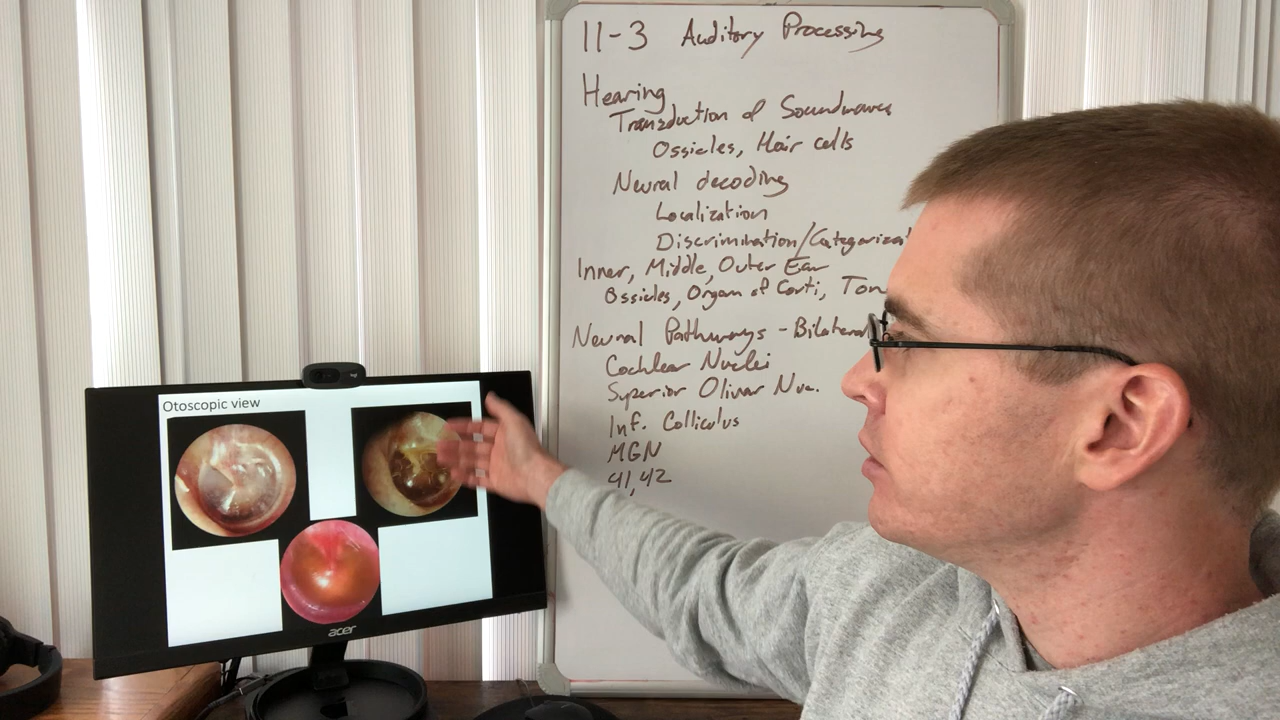 11-3 Auditory Processing
Hearing
Transduction of Soundwaves
Ossicles, Hair cells
Neural decoding
Localization
Discrimination/Categorizat
Inner, Middle, Outer Ear
Ossicles, Organ of Corti, Ton
Neural Pathways - Bilateral
Cochlear Nuclei
Superior Olivar Nuc.
Inf. Colliculus
MGN
41,42
Otoscopic view
acer